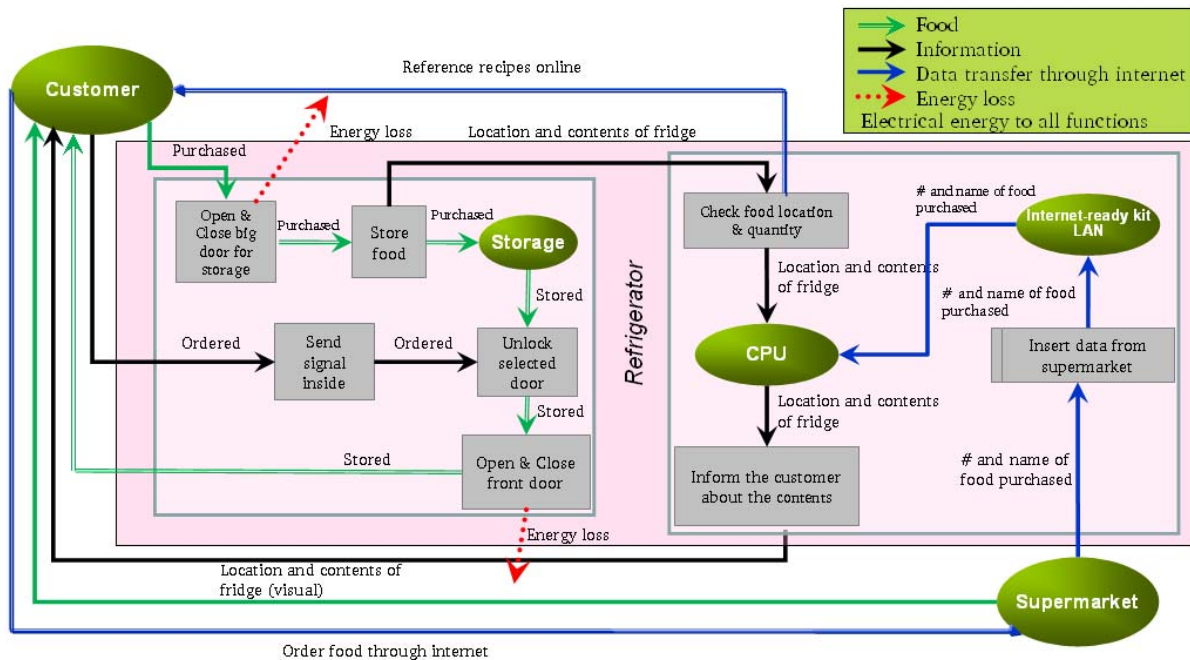 Food
Information
Data transfer through internet
Energy loss
Electrical energy to all functions
Customer
Reference recipes online
Energy loss
Location and contents of fridge
Purchased
Open &
Close big
door for
storage
Purchased
Store
food
Purchased
Storage
Stored
Ordered
Send
signal
inside
Ordered
Unlock
selected
door
Stored
Stored
Open & Close
front door
Energy loss
Refrigerator
Check food location
& quantity
# and name of food
purchased
Internet-ready kit
LAN
Location and contents
of fridge
# and name of food
purchased
CPU
Insert data from
supermarket
Location and contents
of fridge
Inform the customer
about the contents
# and name of
food purchased
Location and contents of
fridge (visual)
Supermarket
Order food through internet